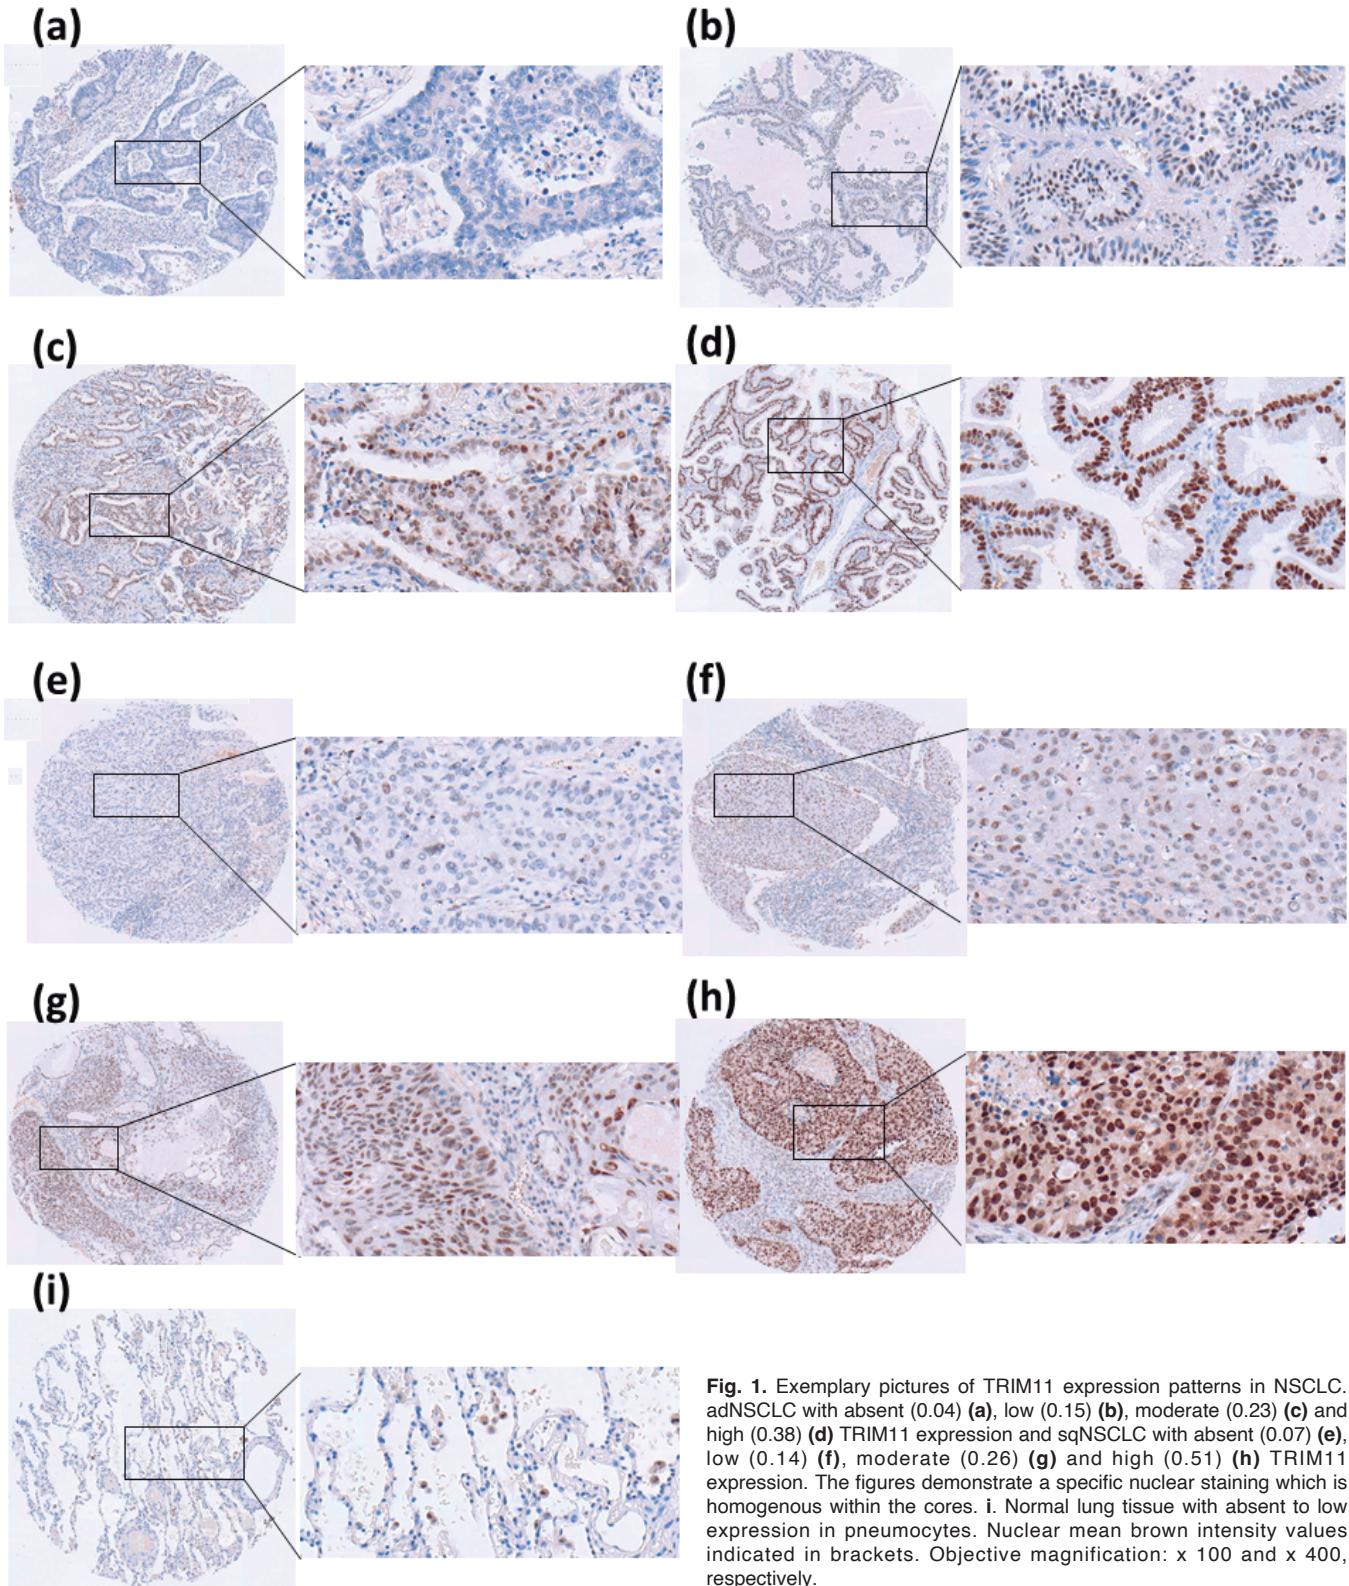 (a)
(b)
(c)
(d)
(e)
(f)
(g)
(h)
(i)
Fig. 1. Exemplary pictures of TRIM11 expression patterns in NSCLC.
adNSCLC with absent (0.04) (a), low (0.15) (b), moderate (0.23) (c) and
high (0.38) (d) TRIM11 expression and sqNSCLC with absent (0.07) (e),
low (0.14) (f), moderate (0.26) (g) and high (0.51) (h) TRIM11
expression. The figures demonstrate a specific nuclear staining which is
homogenous within the cores. i. Normal lung tissue with absent to low
expression in pneumocytes. Nuclear mean brown intensity values
indicated in brackets. Objective magnification: x 100 and x 400,
respectively.